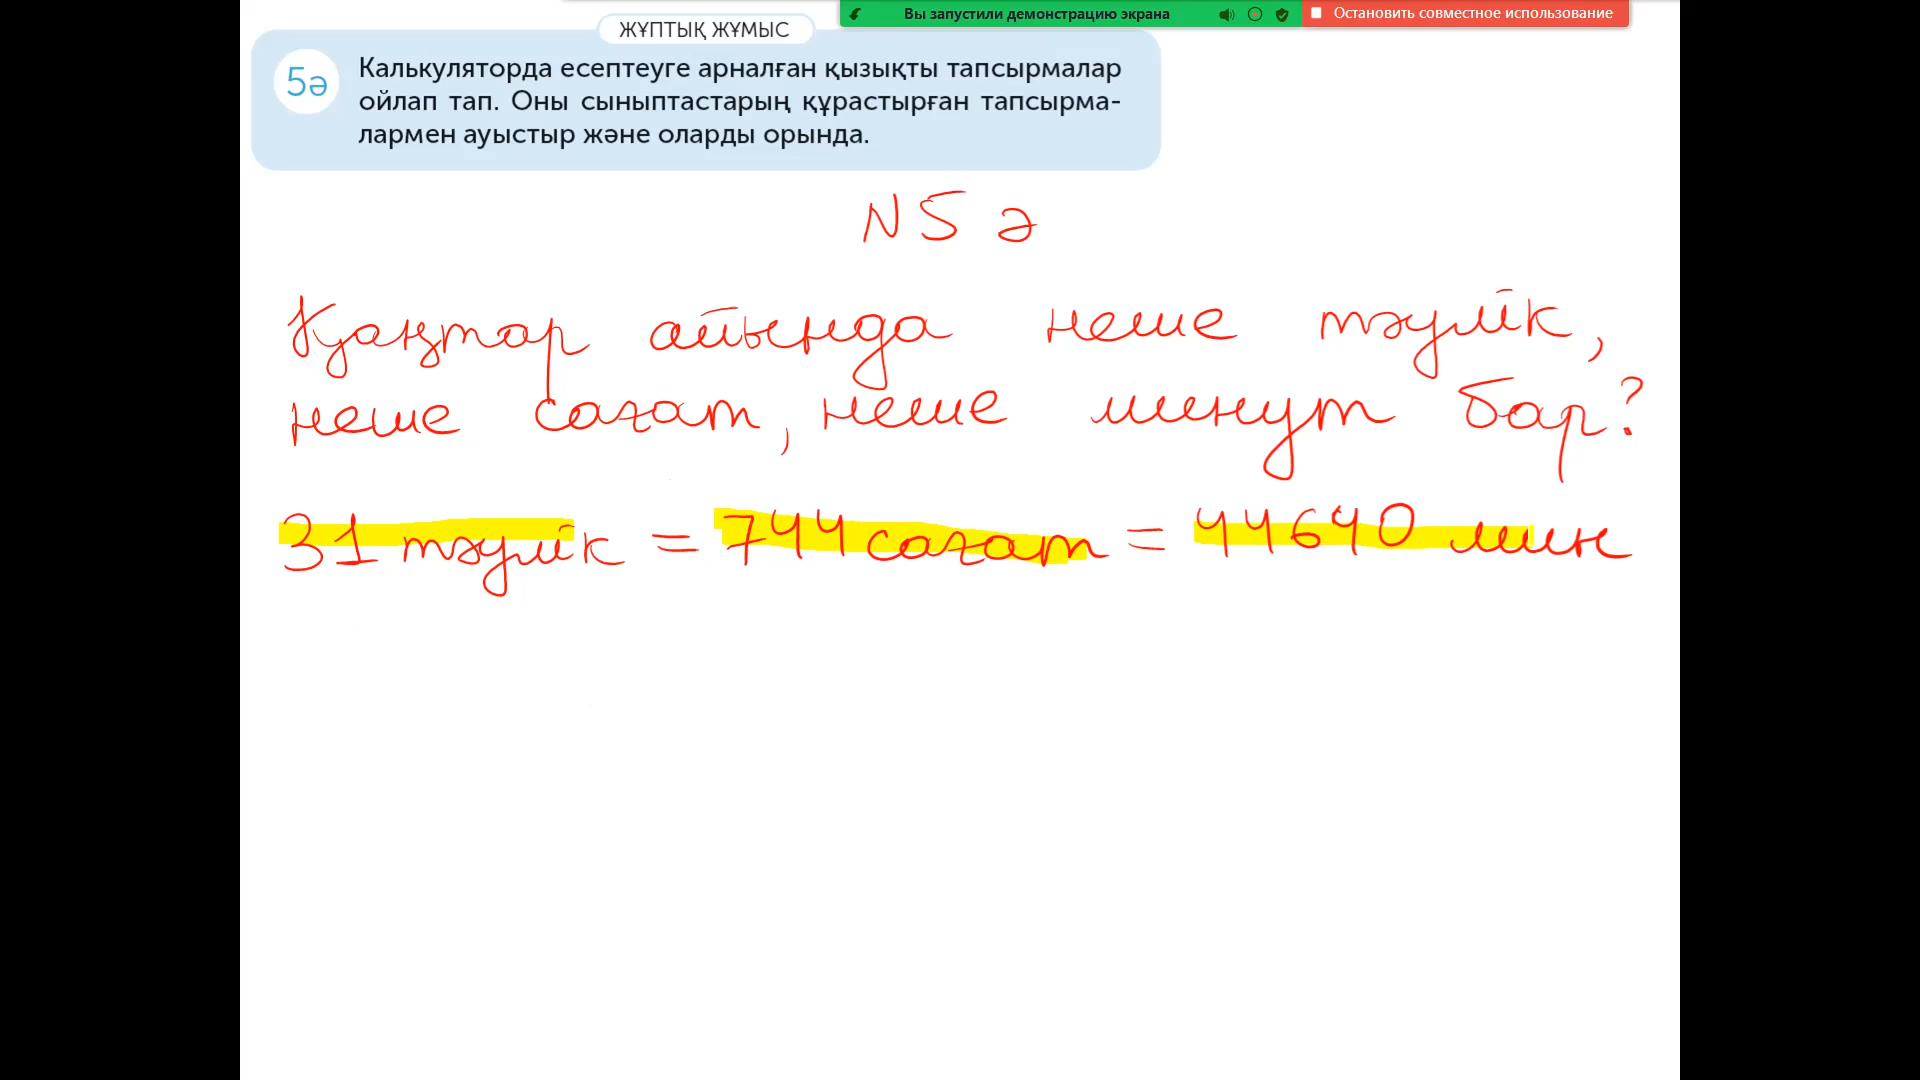 Вы запустили демонстрацию экрана
Остановить совместное использование
ЖҰПТЫҚ ЖҰМЫС
5ә
Калькуляторда есептеуге арналған қызықты тапсырмалар
ойлап тап. Оны сыныптастарың құрастырған тапсырма-
лармен ауыстыр және оларды орында.
N 5 ә
Қаңтар айында неше тәулік,
неше сағат, неше минут бар?
31 тәулік = 744 сағат = 44640 мин